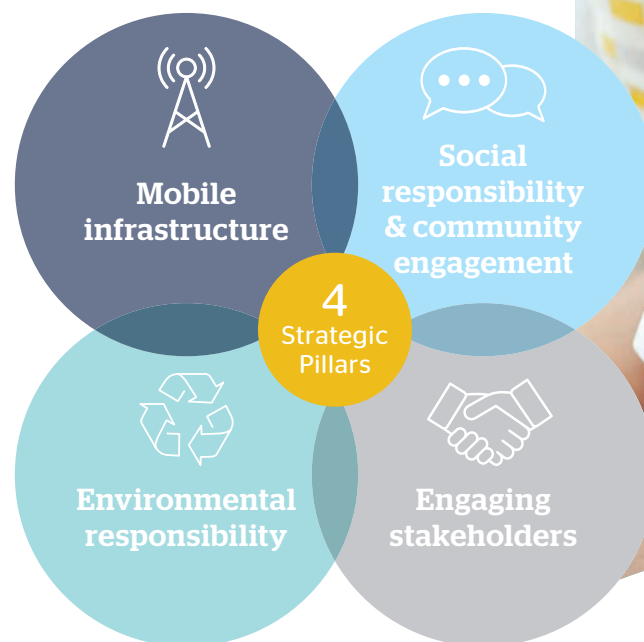 Mobile
infrastructure
Social
responsibility
& community
engagement
4
Strategic
Pillars
Environmental
responsibility
Engaging
stakeholders